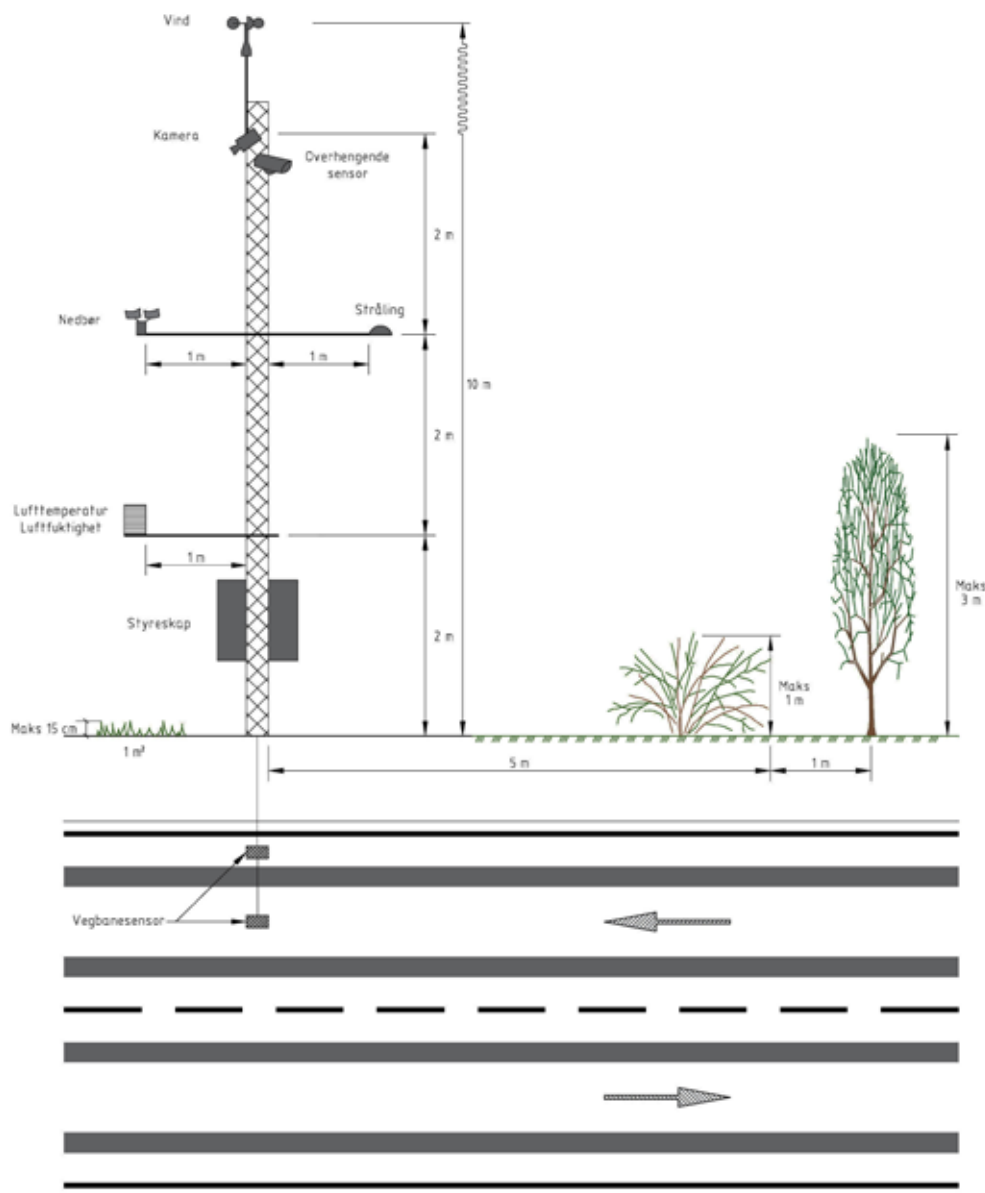 Vind
Kamera
Overhengende
sensor
2 m
Nedbør
Stråling
1 m
1 m
10 m
2 m
Lufttemperatur
Luftfuktighet
1 m
Maks
3 m
Styreskap
2 m
Maks
1 m
Maks 15 cm
1 m²
5 m
1 m
Vegbanesensor